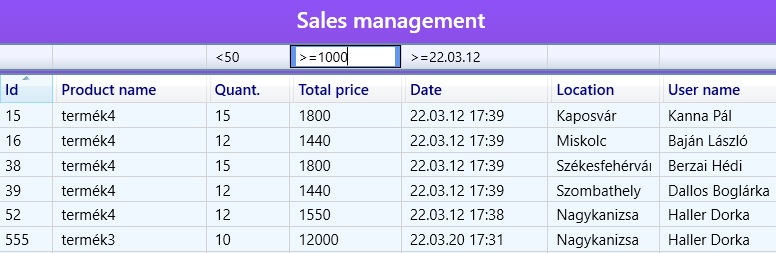 Sales management
<50 >=1000 >=22.03.12
Id Product name Quant. Total price Date Location User name
15 termék4 15 1800 22.03.12 17:39 Kaposvár Kanna Pál
16 termék4 12 1440 22.03.12 17:39 Miskolc Baján László
38 termék4 15 1800 22.03.12 17:39 Székesfehérvár Berzai Hédi
39 termék4 12 1440 22.03.12 17:39 Szombathely Dallos Boglárka
52 termék4 12 1550 22.03.12 17:38 Nagykanizsa Haller Dorka
555 termék3 10 12000 22.03.20 17:31 Nagykanizsa Haller Dorka